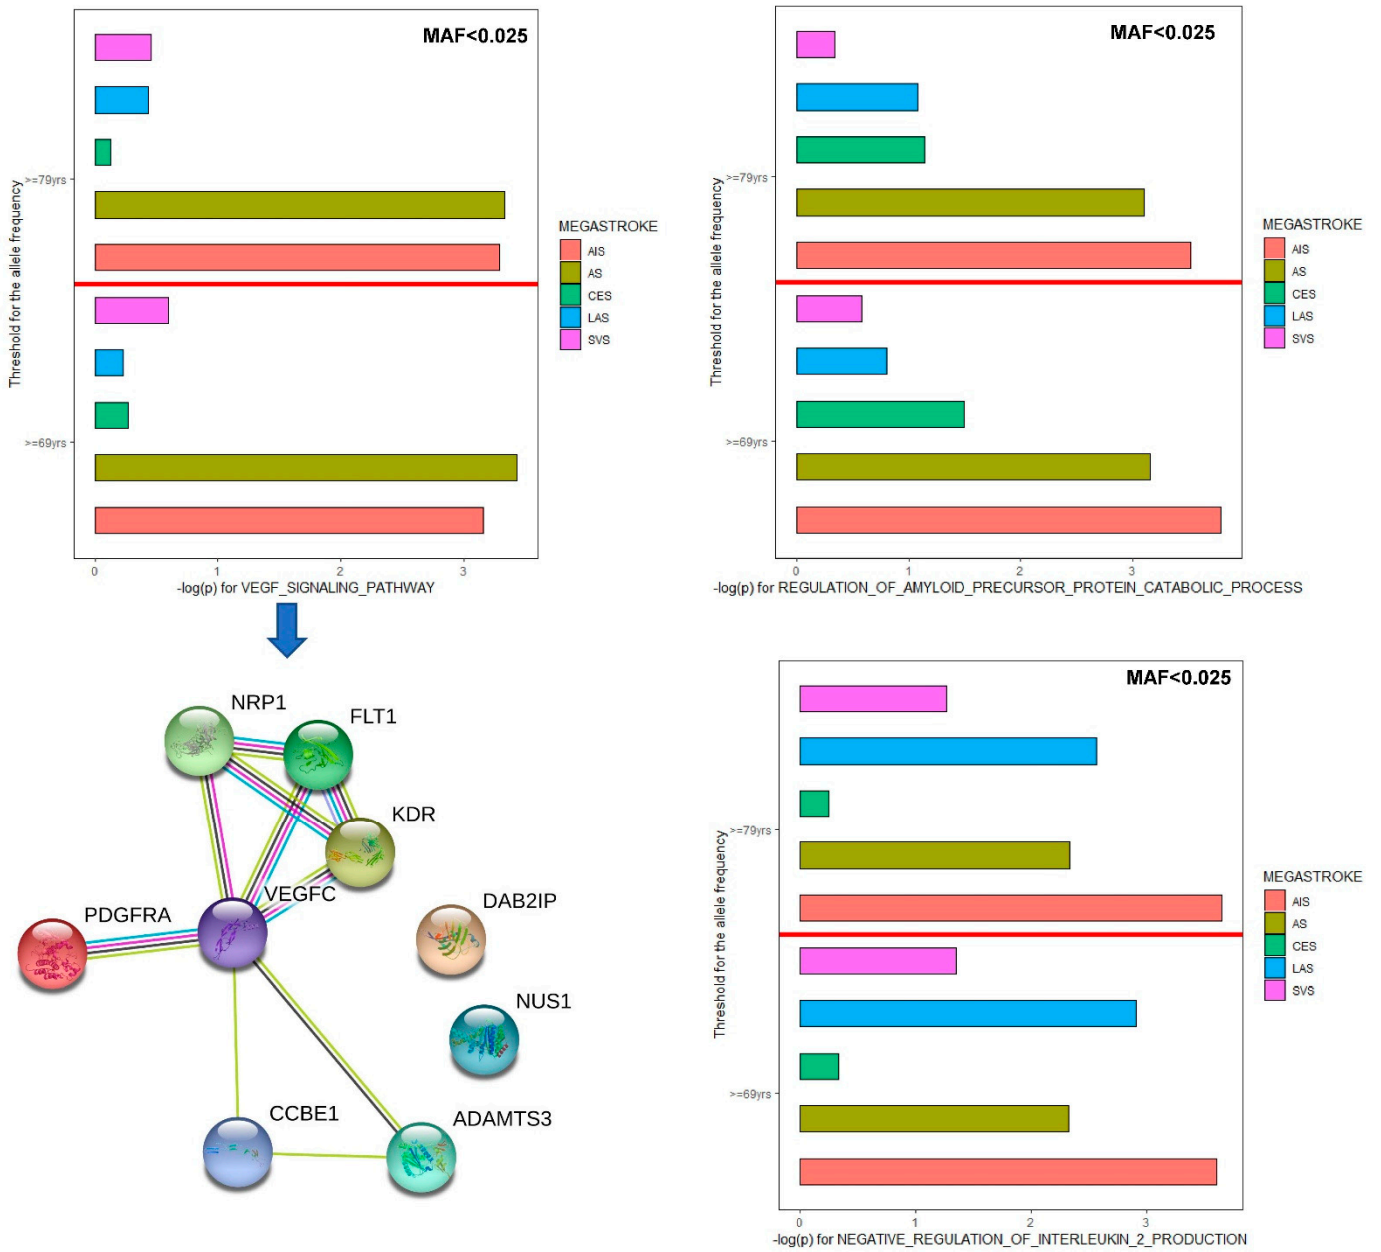 MAF<0.025
Threshold for the allele frequency
>=79yrs
>=69yrs
0 1 2 3
-log(p) for VEGF_SIGNALING_PATHWAY
MEGASTROKE
AIS
AS
CES
LAS
SVS
MAF<0.025
Threshold for the allele frequency
>=79yrs
>=69yrs
0 1 2 3
-log(p) for REGULATION_OF_AMYLOID_PRECURSOR_PROTEIN_CATABOLIC_PROCESS
MEGASTROKE
AIS
AS
CES
LAS
SVS
NRP1
FLT1
KDR
VEGFC
PDGFRA
DAB2IP
NUS1
CCBE1
ADAMTS3
MAF<0.025
Threshold for the allele frequency
>=79yrs
>=69yrs
0 1 2 3
-log(p) for NEGATIVE_REGULATION_OF_INTERLEUKIN_2_PRODUCTION
MEGASTROKE
AIS
AS
CES
LAS
SVS